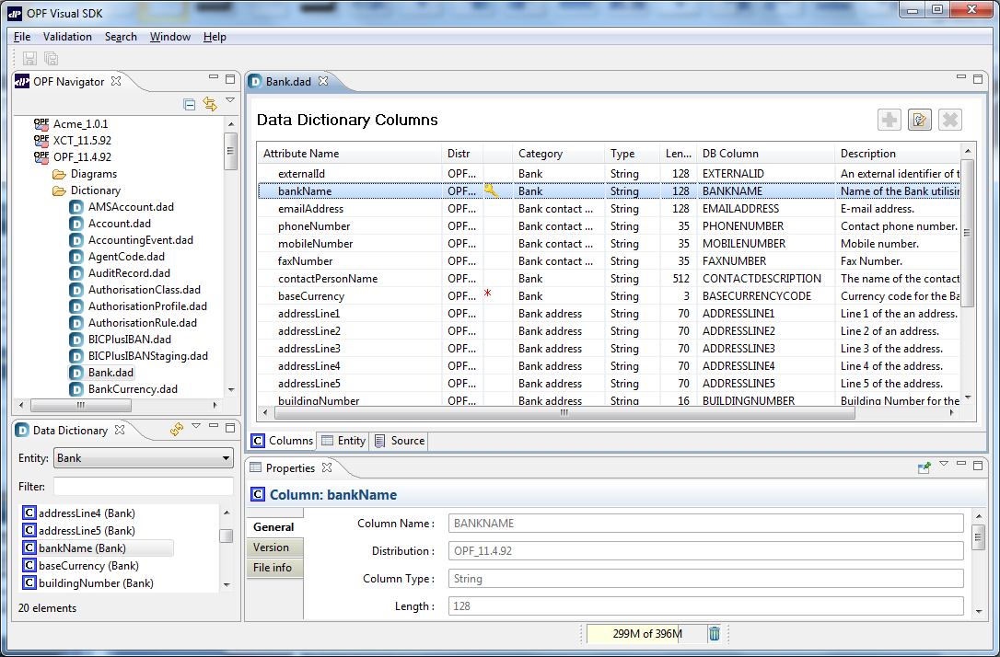 OPF Visual SDK
File Validation Search Window Help
OPF Navigator
Acme_1.0.1
XCT_11.5.92
OPF_11.4.92
Diagrams
Dictionary
AMSAccount.dad
Account.dad
AccountingEvent.dad
AgentCode.dad
AuditRecord.dad
AuthorisationClass.dad
AuthorisationProfile.dad
AuthorisationRule.dad
BICPlusIBAN.dad
BICPlusIBANStaging.dad
Bank.dad
BankCurrency.dad
Data Dictionary
Entity: Bank
Filter:
C addressLine4 (Bank)
C addressLine5 (Bank)
C bankName (Bank)
C baseCurrency (Bank)
C buildingNumber (Bank)
20 elements
Bank.dad
Data Dictionary Columns
Attribute Name Distr Category Type Len... DB Column Description
externalId OPF... Bank String 128 EXTERNALID An external identifier of t
bankName OPF... Bank String 128 BANKNAME Name of the Bank utilisin
emailAddress OPF... Bank contact ... String 128 EMAILADDRESS E-mail address.
phoneNumber OPF... Bank contact ... String 35 PHONENUMBER Contact phone number.
mobileNumber OPF... Bank contact ... String 35 MOBILENUMBER Mobile number.
faxNumber OPF... Bank contact ... String 35 FAXNUMBER Fax Number.
contactPersonName OPF... Bank String 512 CONTACTDESCRIPTION The name of the contact
baseCurrency OPF... * Bank String 3 BASECURRENCYCODE Currency code for the Ba
addressLine1 OPF... Bank address String 70 ADDRESSLINE1 Line 1 of the an address.
addressLine2 OPF... Bank address String 70 ADDRESSLINE2 Line 2 of an address.
addressLine3 OPF... Bank address String 70 ADDRESSLINE3 Line 3 of the address.
addressLine4 OPF... Bank address String 70 ADDRESSLINE4 Line 4 of the address.
addressLine5 OPF... Bank address String 70 ADDRESSLINE5 Line 5 of the address.
buildingNumber OPF... Bank address String 16 BUILDINGNUMBER Building Number for the
C Columns Entity Source
Properties
C Column: bankName
General
Version
File info
Column Name : BANKNAME
Distribution : OPF_11.4.92
Column Type : String
Length : 128
299M of 396M